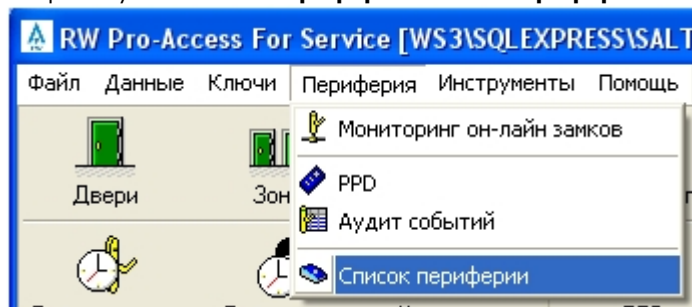 RW Pro-Access For Service [WS3\SQLEXPRESS\SALT
Файл Данные Ключи Периферия Инструменты Помощь
Мониторинг он-лайн замков
Двери
Зон
PPD
Аудит событий
Список периферии